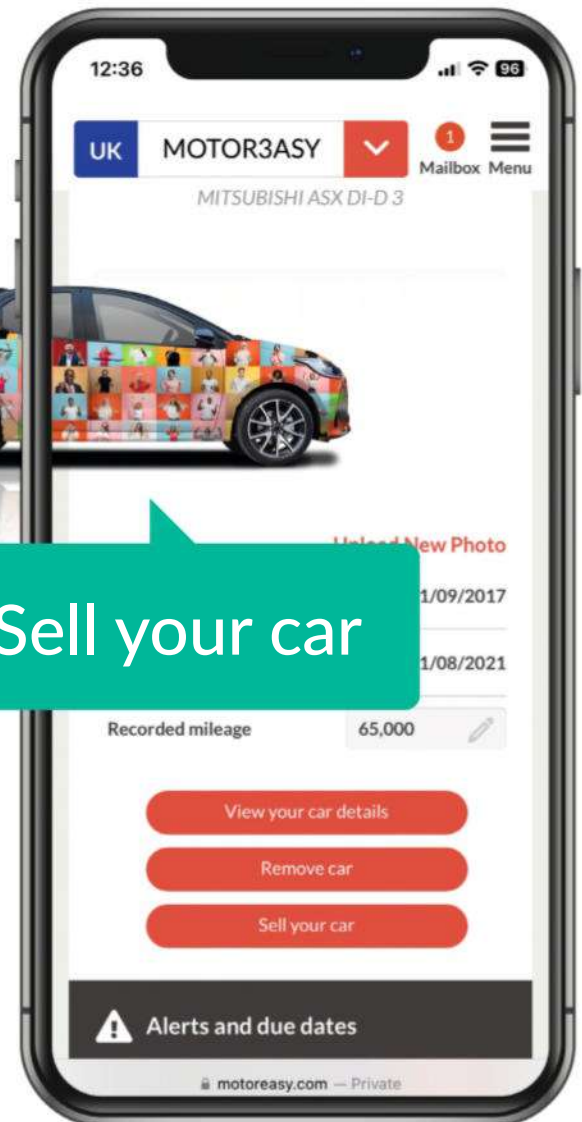 12:36
96
UK MOTOR3ASY
1
Mailbox Menu
MITSUBISHI ASX DI-D 3
New Photo
1/09/2017
Sell your car
1/08/2021
Recorded mileage 65,000
View your car details
Remove car
Sell your car
Alerts and due dates
motoreasy.com — Private